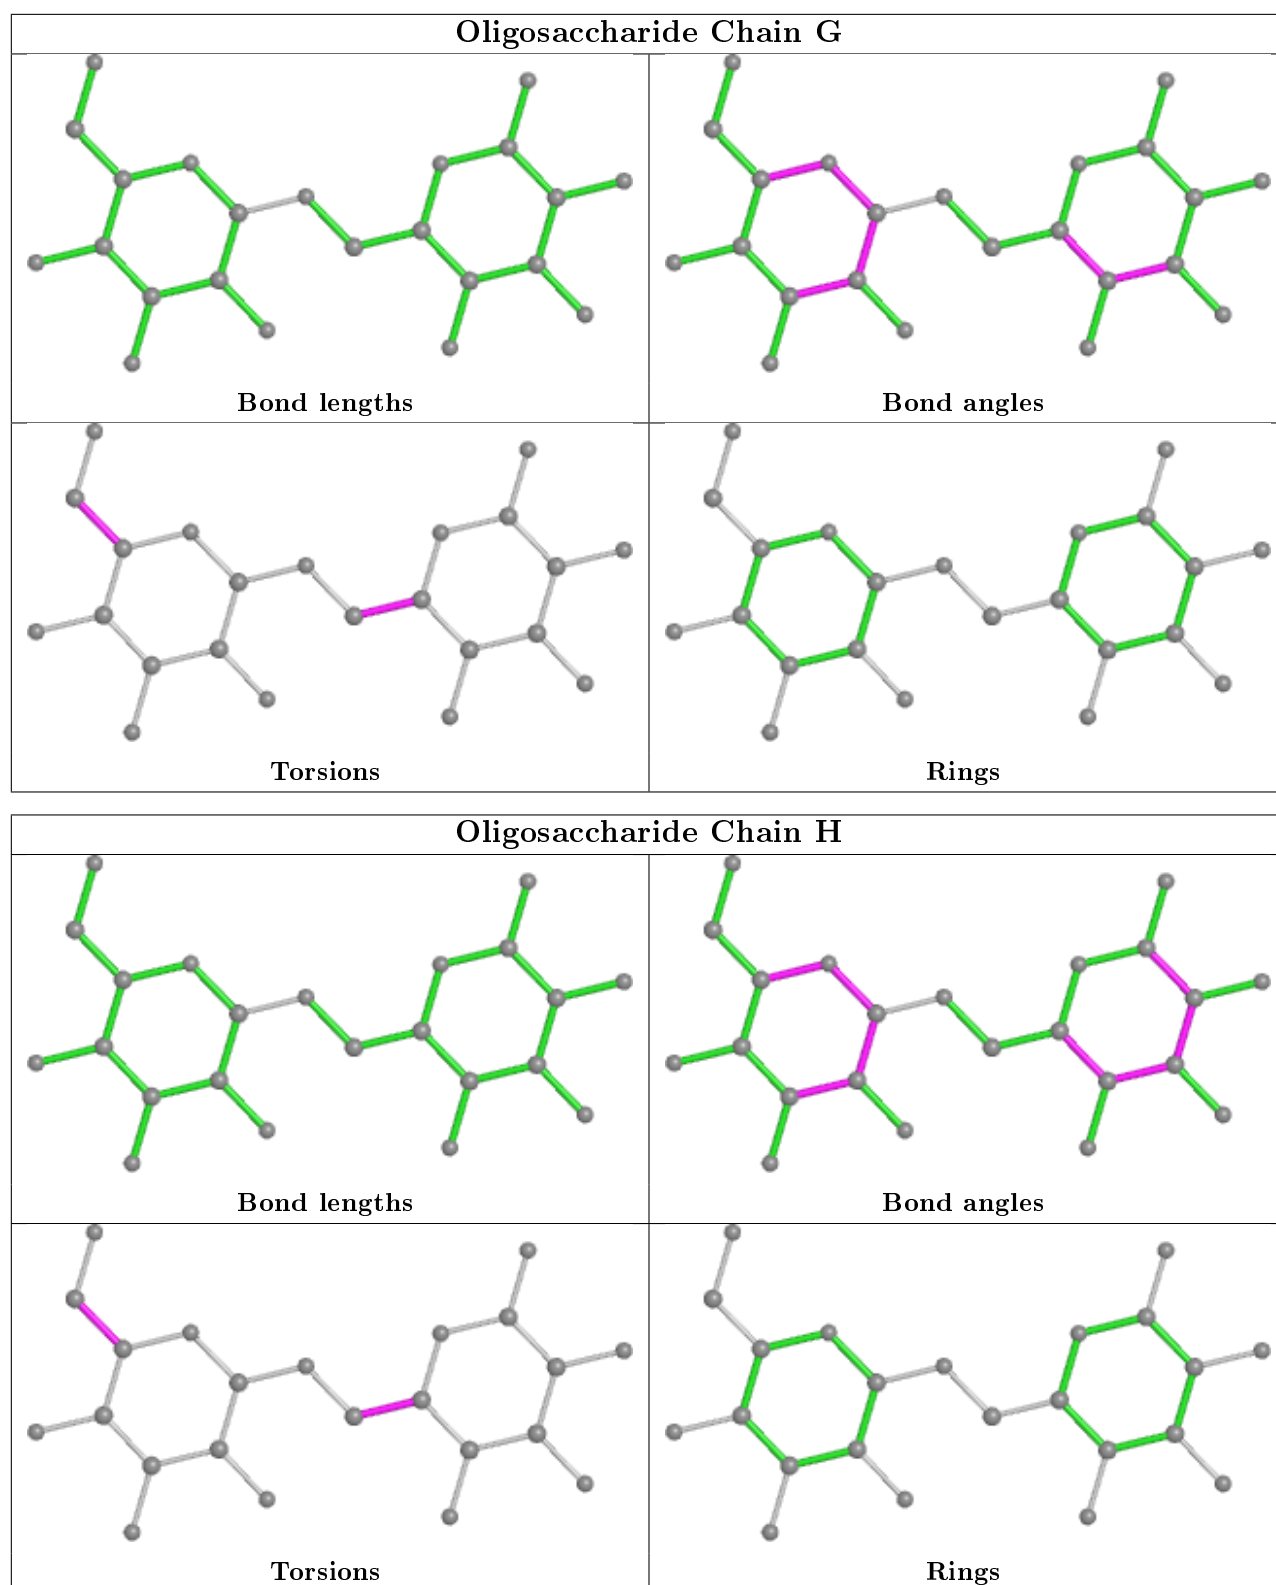 Oligosaccharide Chain G
Bond lengths
Bond angles
Torsions
Rings
Oligosaccharide Chain H
Bond lengths
Bond angles
Torsions
Rings